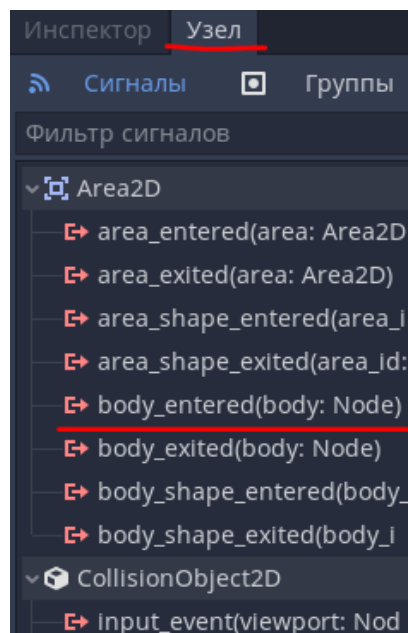 Инспектор Узел
Сигналы Группы
Фильтр сигналов
Area2D
area_entered(area: Area2D
area_exited(area: Area2D)
area_shape_entered(area_i
area_shape_exited(area_id:
body_entered(body: Node)
body_exited(body: Node)
body_shape_entered(body_
body_shape_exited(body_i
CollisionObject2D
input_event(viewport: Nod